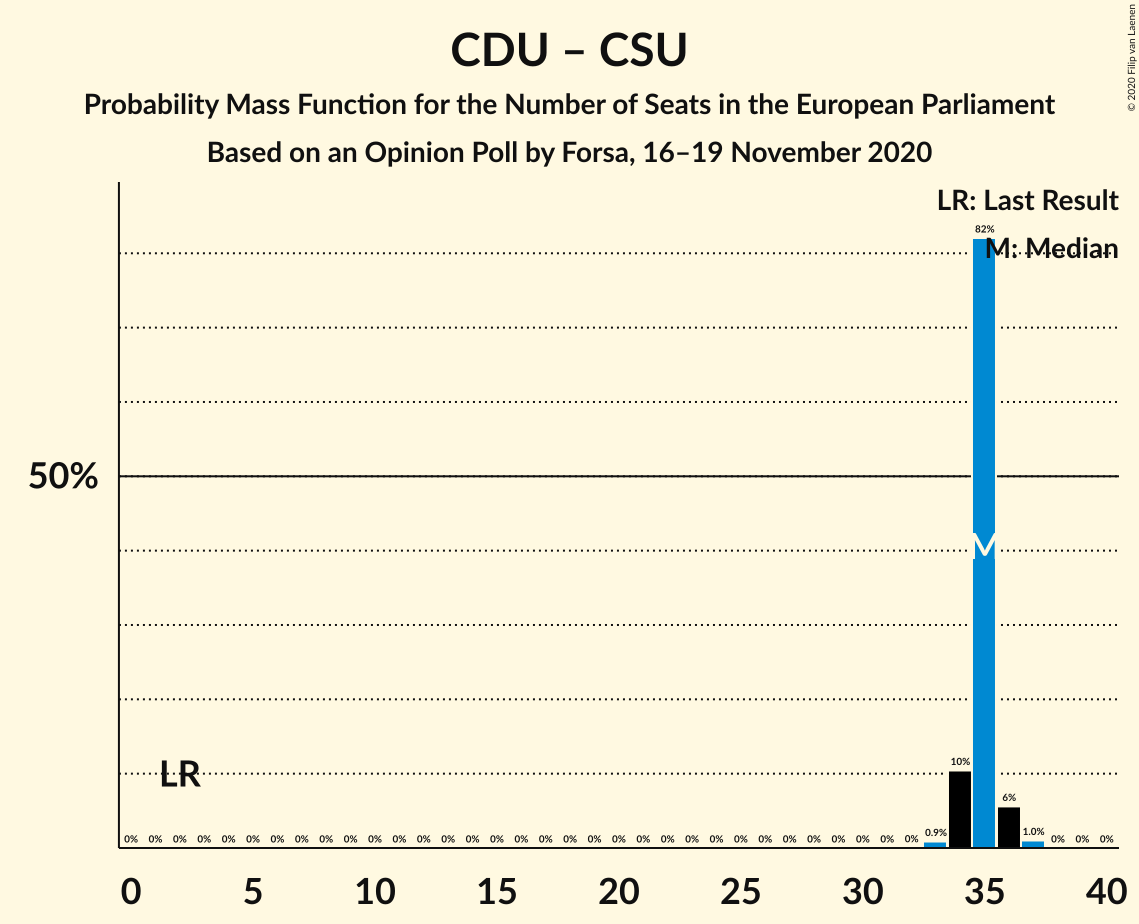 CDU – CSU
Probability Mass Function for the Number of Seats in the European Parliament
Based on an Opinion Poll by Forsa, 16–19 November 2020
© 2020 Filip van Laenen
LR: Last Result
82%
M: Median
50%
M
LR
10%
6%
0% 0% 0% 0% 0% 0% 0% 0% 0% 0% 0% 0% 0% 0% 0% 0% 0% 0% 0% 0% 0% 0% 0% 0% 0% 0% 0% 0% 0% 0% 0% 0% 0% 0.9% 1.0% 0% 0% 0%
0 5 10 15 20 25 30 35 40